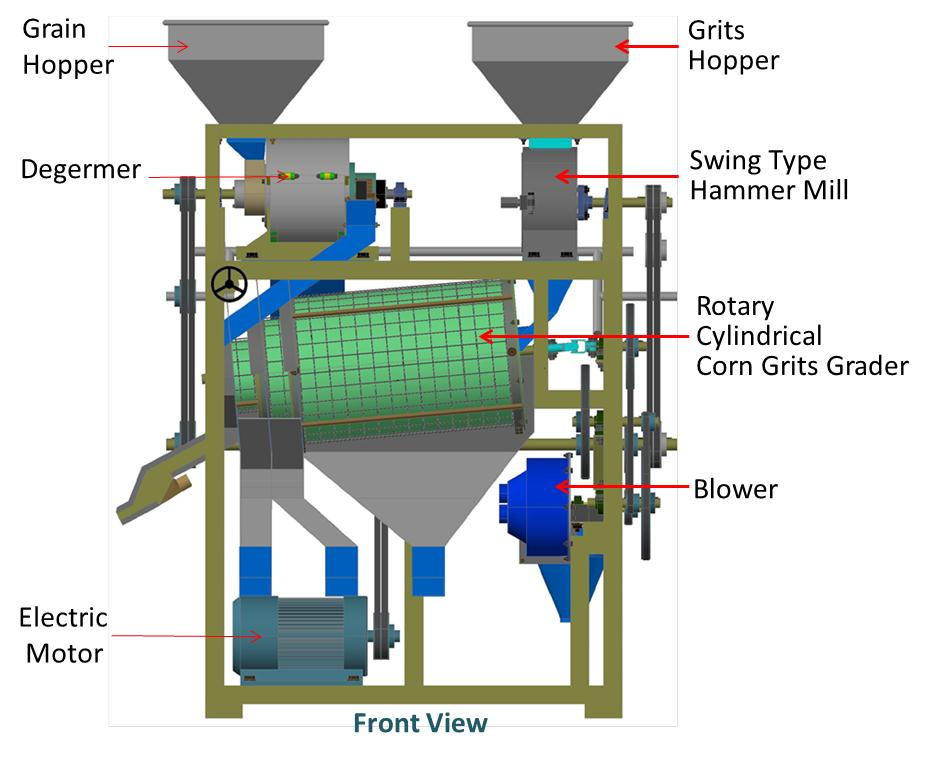 Grain
Hopper
Grits
Hopper
Degermer
Swing Type
Hammer Mill
Rotary
Cylindrical
Corn Grits Grader
Blower
Electric
Motor
Front View